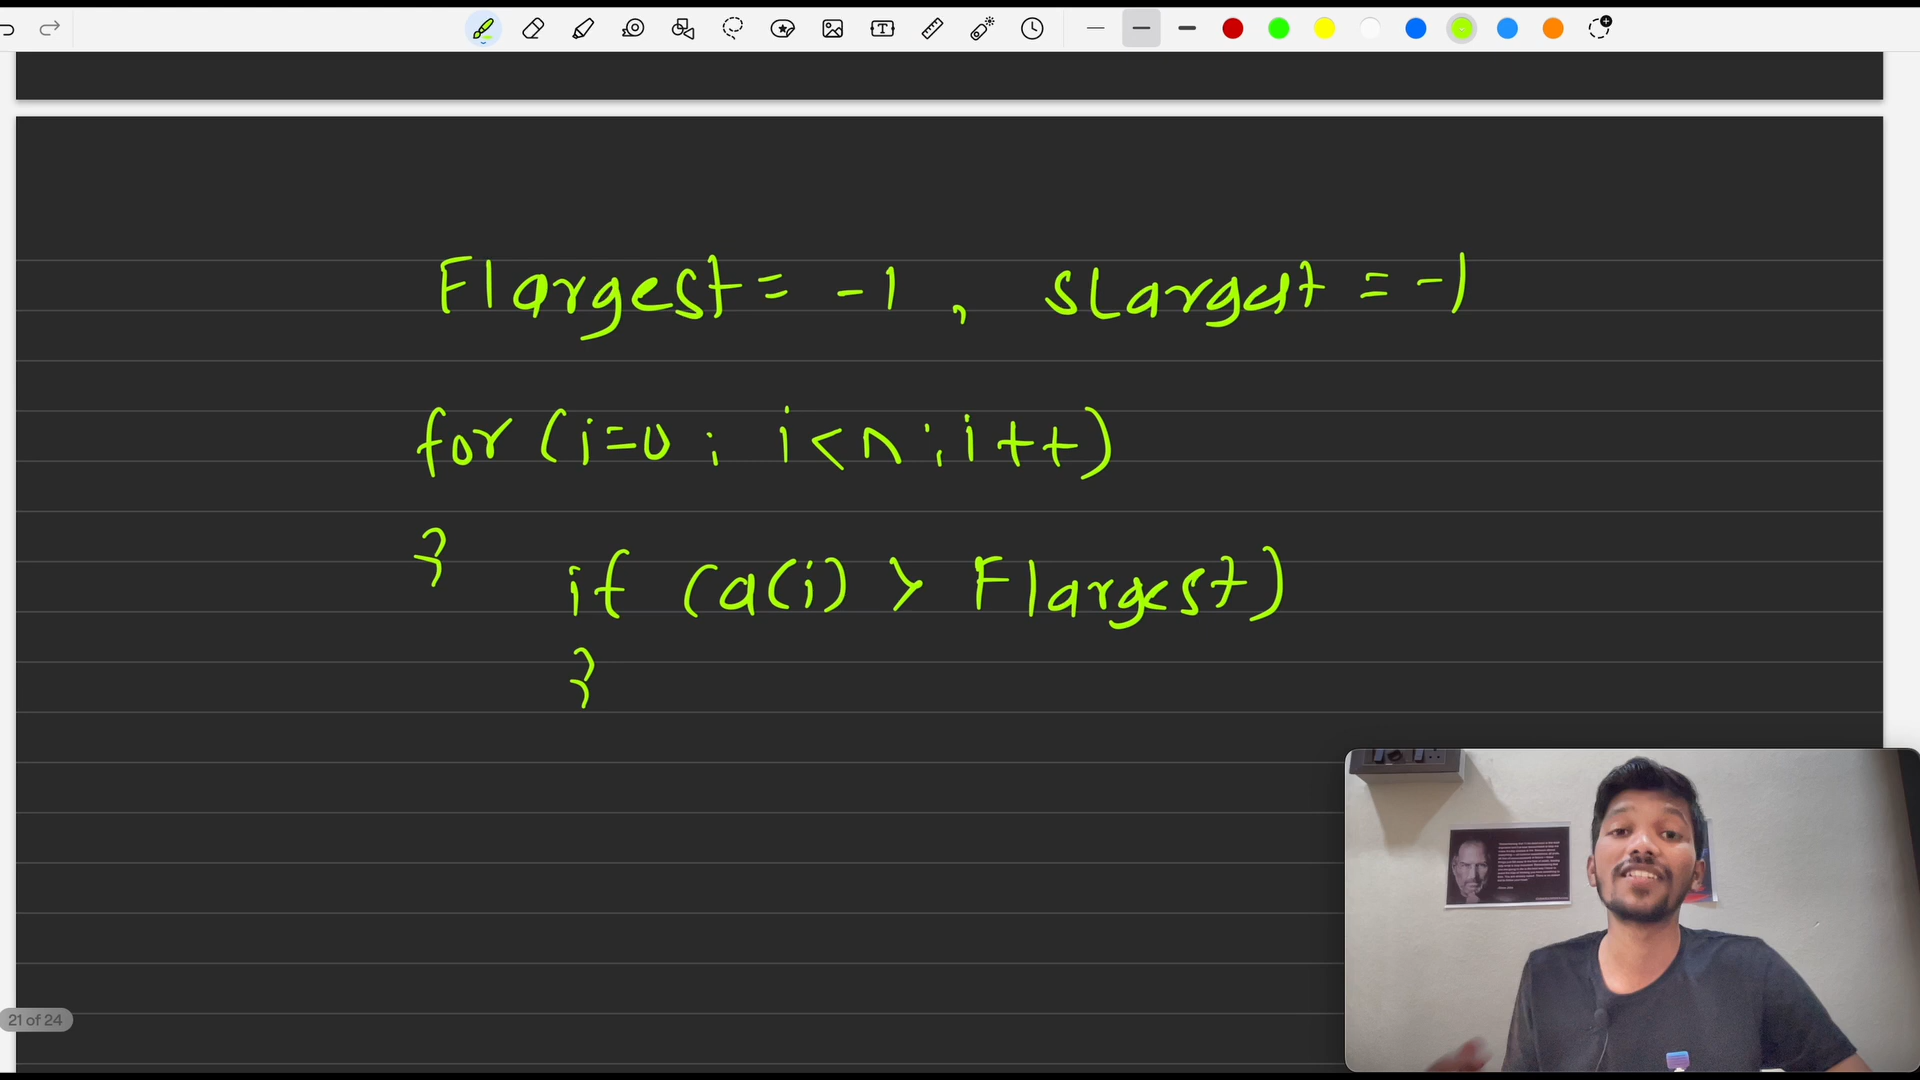 Flargest = -1 , sLargest = -1
for (i=0 ; i<n ; i++)
{
if (a(i) > Flargest)
{
21 of 24